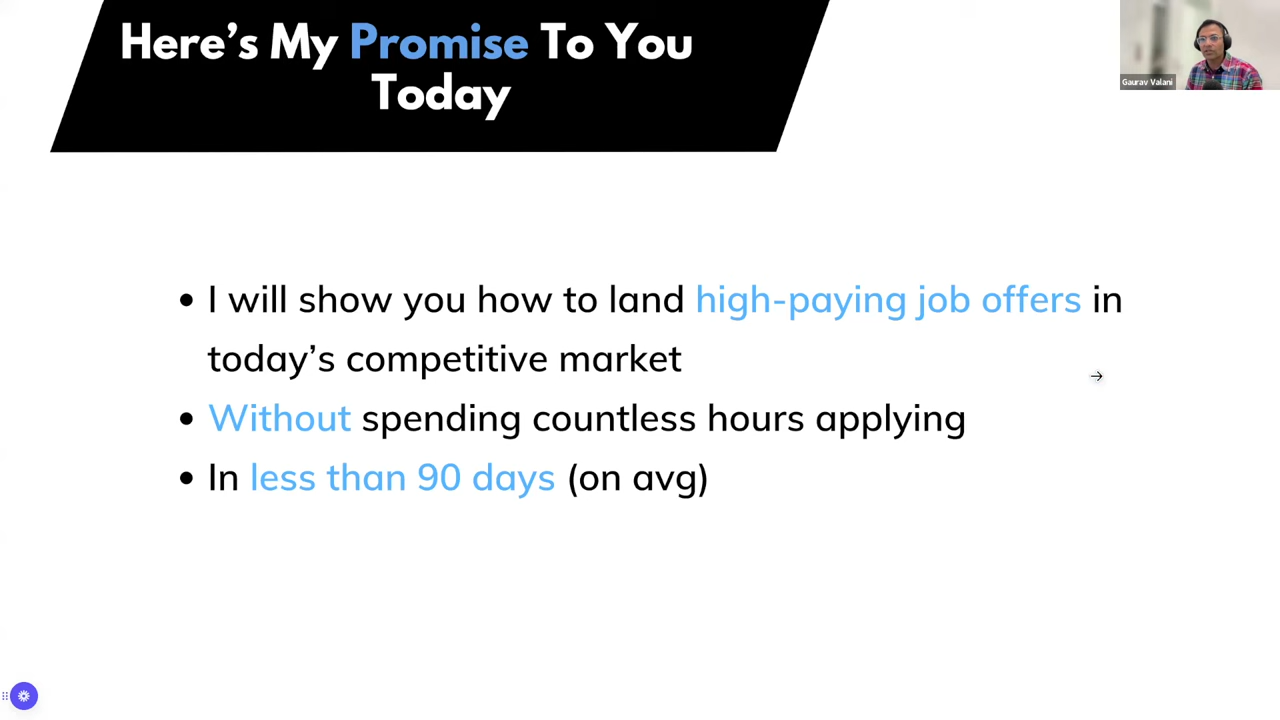 Here’s My Promise To You
Today
Gaurav Valani
• I will show you how to land high-paying job offers in
today’s competitive market
• Without spending countless hours applying
• In less than 90 days (on avg)